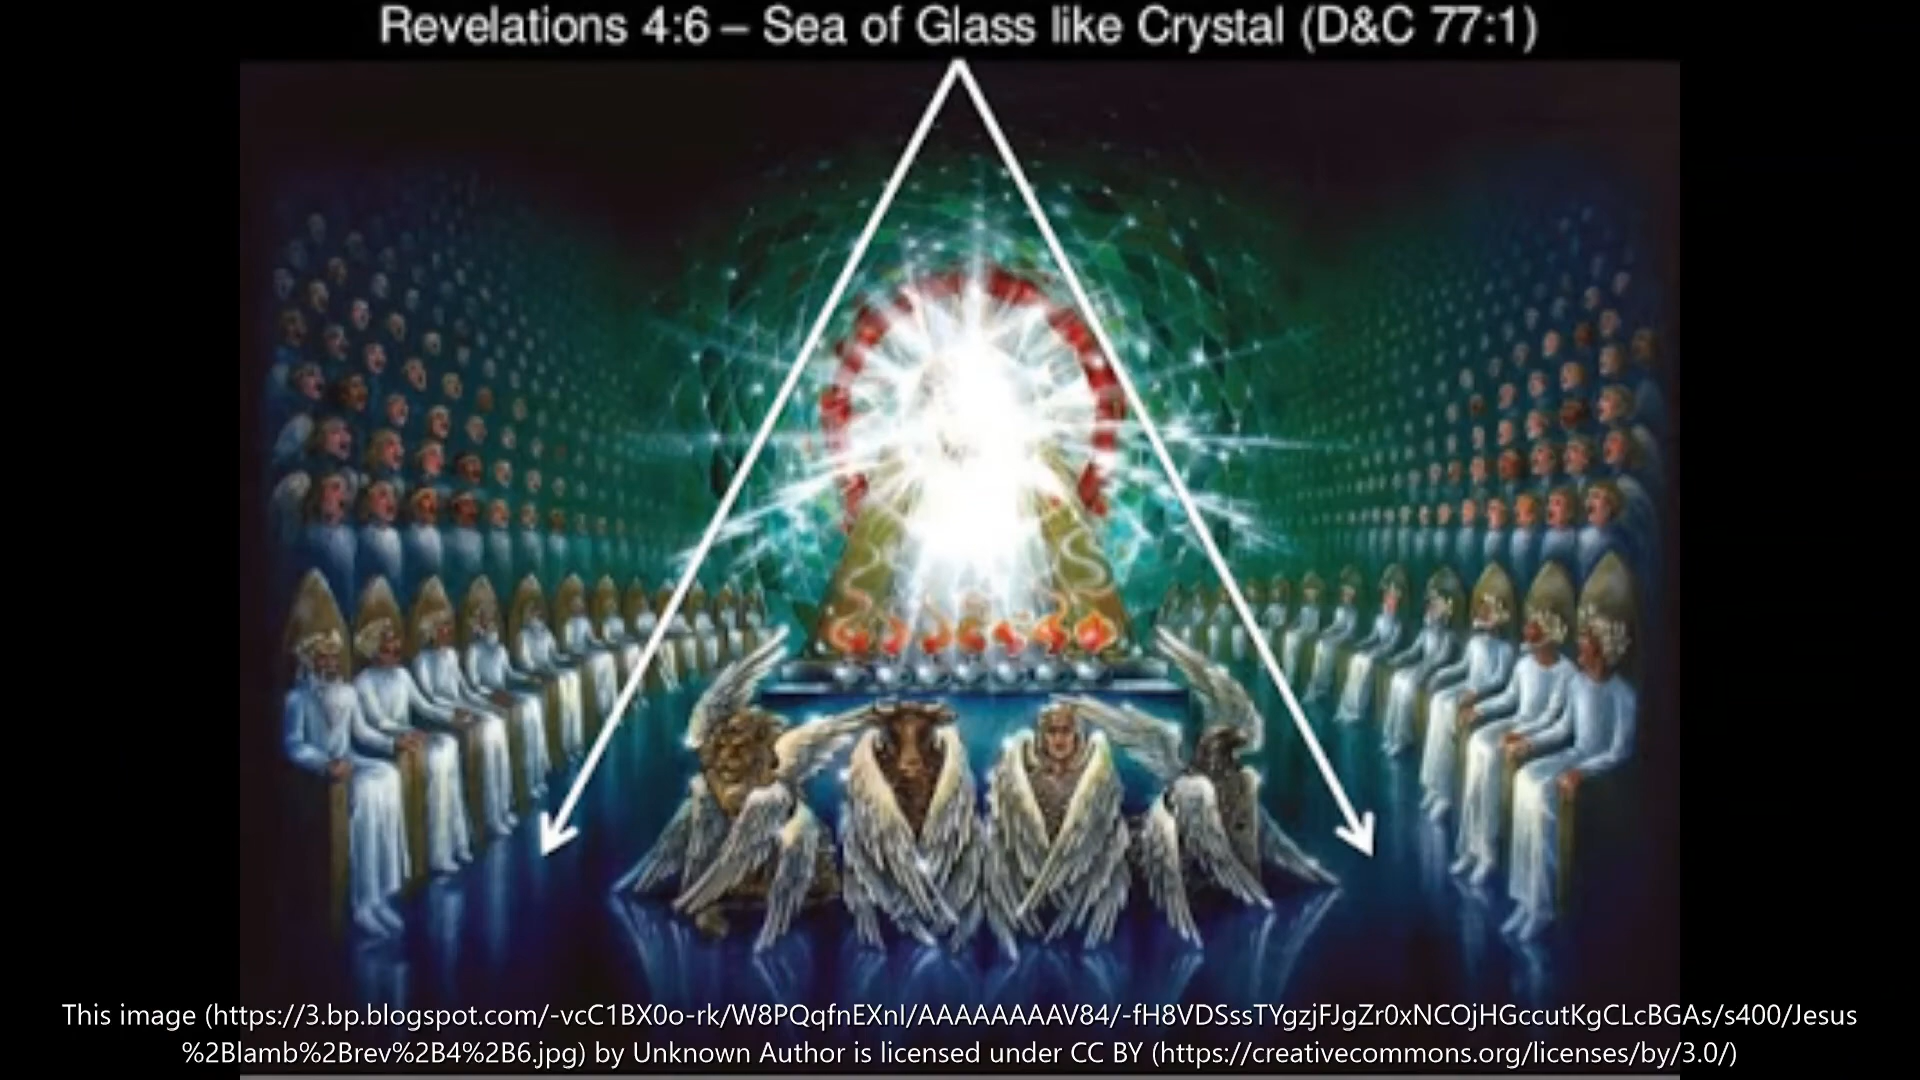 Revelations 4:6 – Sea of Glass like Crystal (D&C 77:1)
This image (https://3.bp.blogspot.com/-vcC1BX0o-rk/W8PQqfnEXnI/AAAAAAAAV84/-fH8VDSssTYgzjFJgZr0xNCOjHGccutKgCLcBGAs/s400/Jesus
%2Blamb%2Brev%2B4%2B6.jpg) by Unknown Author is licensed under CC BY (https://creativecommons.org/licenses/by/3.0/)